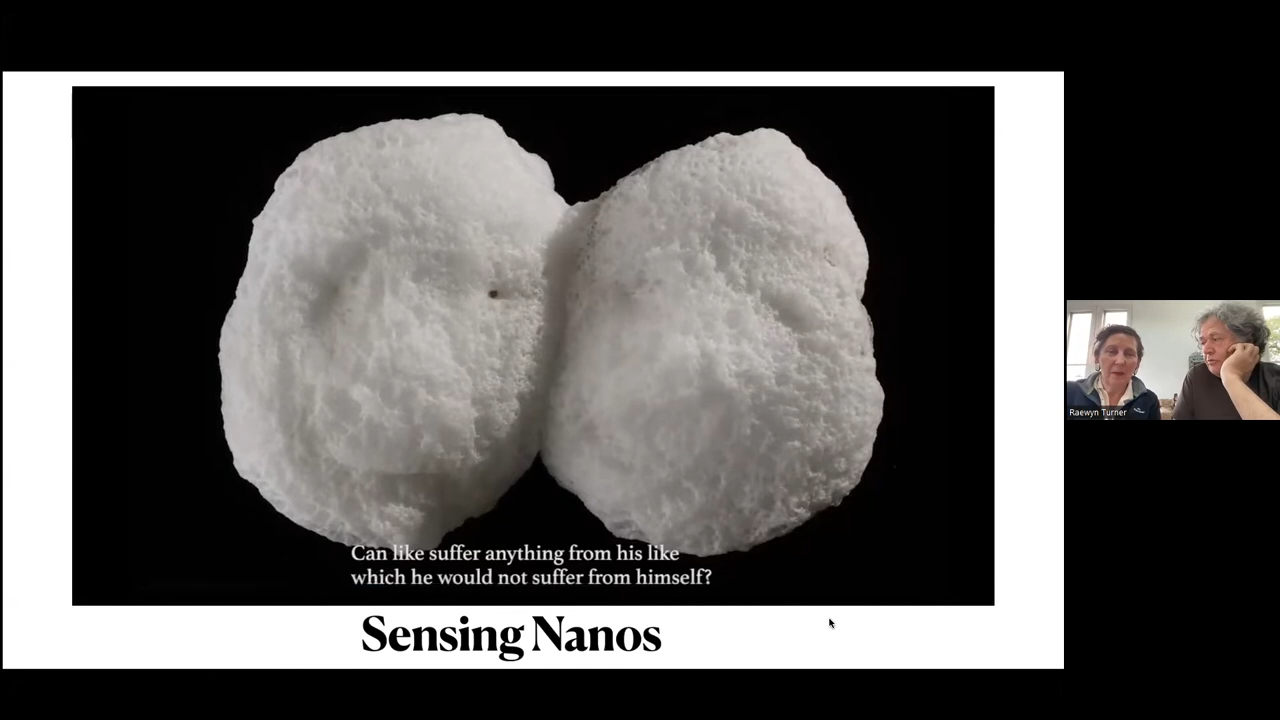 Can like suffer anything from his like
which he would not suffer from himself?
Sensing Nanos
Raewyn Turner